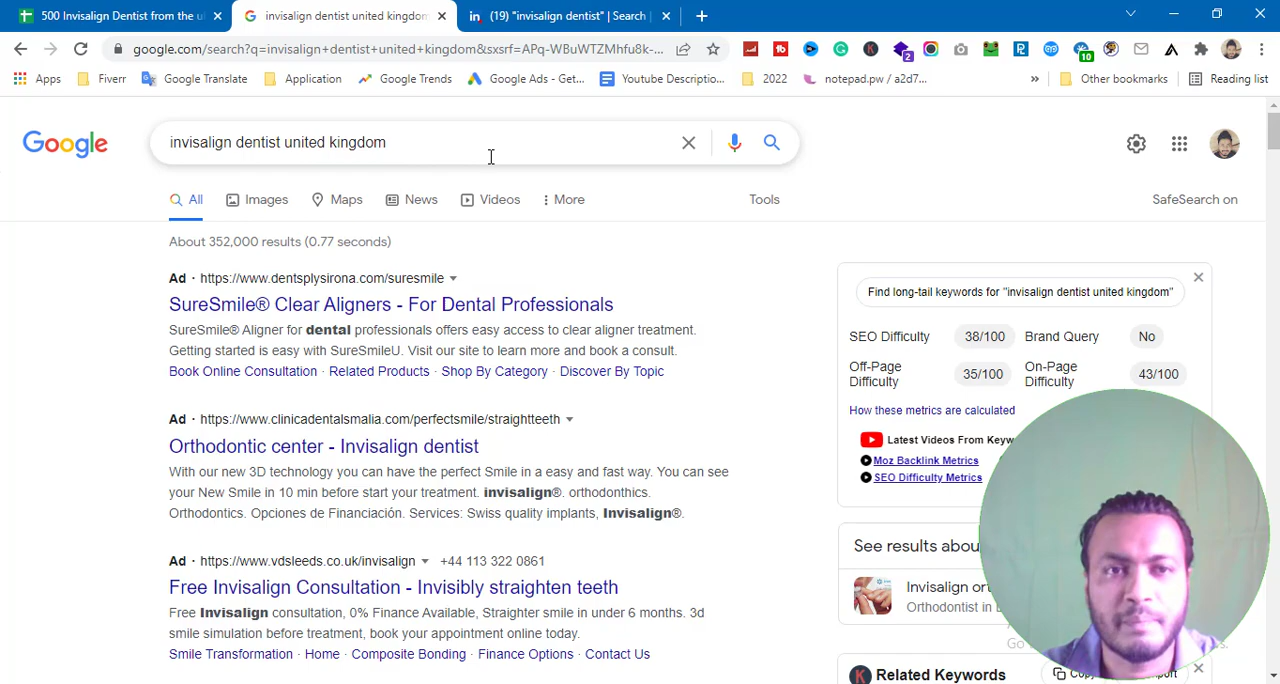 500 Invisalign Dentist from the u
invisalign dentist united kingdom
(19) "invisalign dentist" | Search |
google.com/search?q=invisalign+dentist+united+kingdom&sxsrf=APq-WBuWTZMhfu8k-...
2
10
Apps
Fiverr
Google Translate
Application
Google Trends
Google Ads - Get...
Youtube Descriptio...
2022
notepad.pw / a2d7...
»
Other bookmarks
Reading list
Google
invisalign dentist united kingdom
All
Images
Maps
News
Videos
More
Tools
SafeSearch on
About 352,000 results (0.77 seconds)
Ad · https://www.dentsplysirona.com/suresmile
SureSmile® Clear Aligners - For Dental Professionals
SureSmile® Aligner for dental professionals offers easy access to clear aligner treatment.
Getting started is easy with SureSmileU. Visit our site to learn more and book a consult.
Book Online Consultation · Related Products · Shop By Category · Discover By Topic
Ad · https://www.clinicadentalsmalia.com/perfectsmile/straightteeth
Orthodontic center - Invisalign dentist
With our new 3D technology you can have the perfect Smile in a easy and fast way. You can see
your New Smile in 10 min before start your treatment. invisalign®. orthodonthics.
Orthodontics. Opciones de Financiación. Services: Swiss quality implants, Invisalign®.
Ad · https://www.vdsleeds.co.uk/invisalign
+44 113 322 0861
Free Invisalign Consultation - Invisibly straighten teeth
Free Invisalign consultation, 0% Finance Available, Straighter smile in under 6 months. 3d
smile simulation before treatment, book your appointment online today.
Smile Transformation · Home · Composite Bonding · Finance Options · Contact Us
Find long-tail keywords for "invisalign dentist united kingdom"
SEO Difficulty
38/100
Brand Query
No
Off-Page Difficulty
35/100
On-Page Difficulty
43/100
How these metrics are calculated
Latest Videos From Keyw
Moz Backlink Metrics
SEO Difficulty Metrics
See results abou
Invisalign or
Orthodontist in
Related Keywords